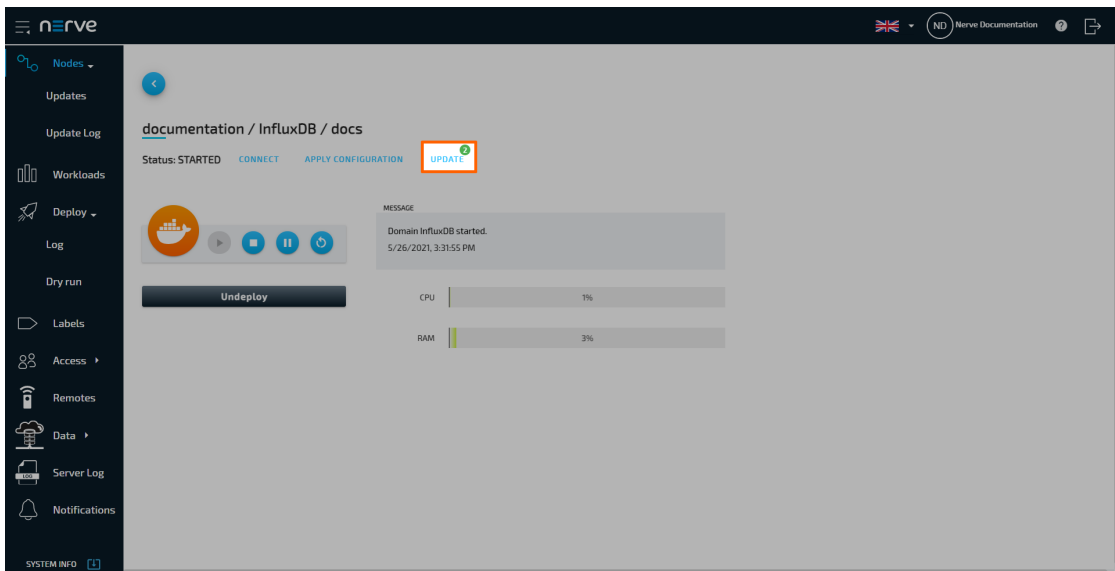 nerve
ND Nerve Documentation ?
Nodes
Updates
Update Log
Workloads
Deploy
Log
Dry run
Labels
Access
Remotes
Data
LOG Server Log
Notifications
SYSTEM INFO
documentation / InfluxDB / docs
Status: STARTED CONNECT APPLY CONFIGURATION UPDATE 2
MESSAGE
Domain InfluxDB started.
5/26/2021, 3:31:55 PM
Undeploy
CPU 1%
RAM 3%